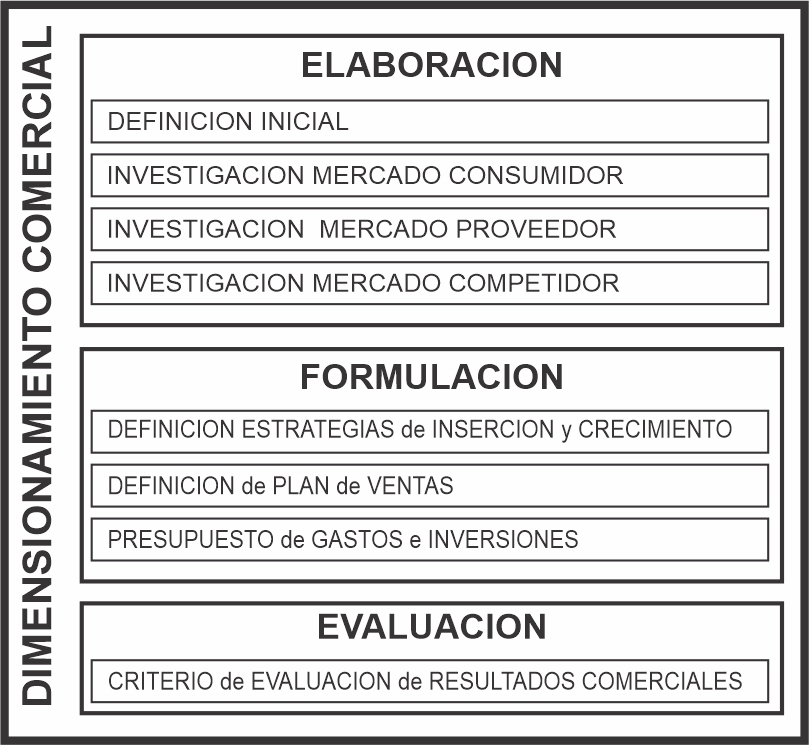 DIMENSIONAMIENTO COMERCIAL
ELABORACION
DEFINICION INICIAL
INVESTIGACION MERCADO CONSUMIDOR
INVESTIGACION MERCADO PROVEEDOR
INVESTIGACION MERCADO COMPETIDOR
FORMULACION
DEFINICION ESTRATEGIAS de INSERCION y CRECIMIENTO
DEFINICION de PLAN de VENTAS
PRESUPUESTO de GASTOS e INVERSIONES
EVALUACION
CRITERIO de EVALUACION de RESULTADOS COMERCIALES